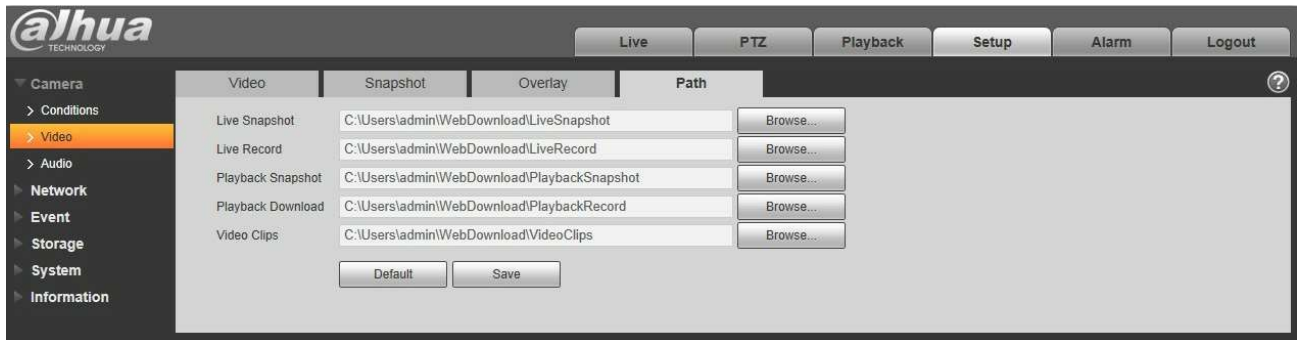 alhua
TECHNOLOGY
Live PTZ Playback Setup Alarm Logout
Camera
Conditions
Video
Audio
Network
Event
Storage
System
Information
Video Snapshot Overlay Path
Live Snapshot C:\Users\admin\WebDownload\LiveSnapshot Browse...
Live Record C:\Users\admin\WebDownload\LiveRecord Browse...
Playback Snapshot C:\Users\admin\WebDownload\PlaybackSnapshot Browse...
Playback Download C:\Users\admin\WebDownload\PlaybackRecord Browse...
Video Clips C:\Users\admin\WebDownload\VideoClips Browse...
Default Save